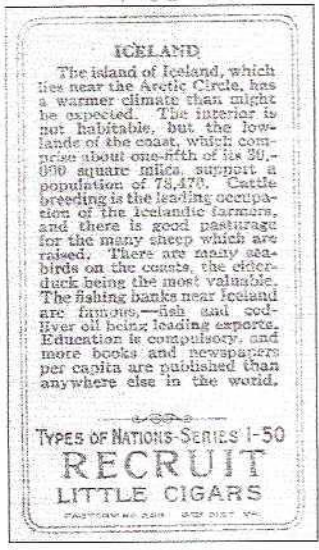 ICELAND
The island of Iceland, which
lies near the Arctic Circle, has
a warmer climate than might
be expected. The interior is
not habitable, but the low-
lands of the coast, which com-
prise about one-fifth of its 39,-
000 square miles, support a
population of 78,470. Cattle
breeding is the leading occupa-
tion of the Icelandic farmers,
and there is good pasturage
for the many sheep which are
raised. There are many sea-
birds on the coasts, the eider-
duck being the most valuable.
The fishing banks near Iceland
are famous,—fish and cod-
liver oil being leading exports.
Education is compulsory, and
more books and newspapers
per capita are published than
anywhere else in the world.
TYPES OF NATIONS-SERIES 1-50
RECRUIT
LITTLE CIGARS
FACTORY No. DIST. VA.